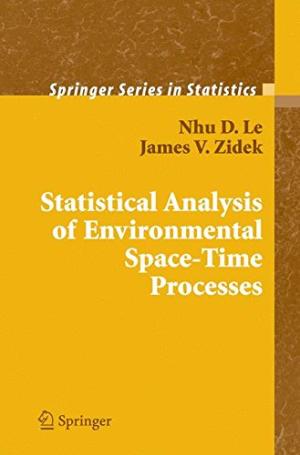 Springer Series in Statistics
Nhu D. Le
James V. Zidek
Statistical Analysis
of Environmental
Space-Time
Processes
Springer